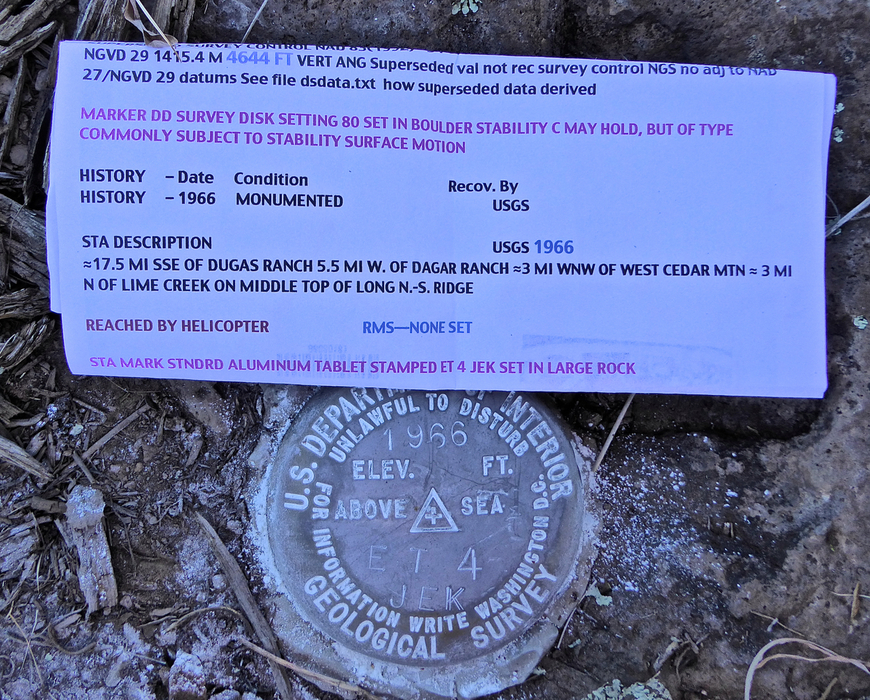 SURVEY CONTROL NAD
NGVD 29 1415.4 M 4644 FT VERT ANG Superseded val not rec survey control NGS no adj to NAD
27/NGVD 29 datums See file dsdata.txt how superseded data derived
MARKER DD SURVEY DISK SETTING 80 SET IN BOULDER STABILITY C MAY HOLD, BUT OF TYPE
COMMONLY SUBJECT TO STABILITY SURFACE MOTION
HISTORY – Date Condition Recov. By
HISTORY – 1966 MONUMENTED USGS
STA DESCRIPTION USGS 1966
≈17.5 MI SSE OF DUGAS RANCH 5.5 MI W. OF DAGAR RANCH ≈3 MI WNW OF WEST CEDAR MTN ≈ 3 MI
N OF LIME CREEK ON MIDDLE TOP OF LONG N.-S. RIDGE
REACHED BY HELICOPTER RMS—NONE SET
STA MARK STNDRD ALUMINUM TABLET STAMPED ET 4 JEK SET IN LARGE ROCK
U.S. DEPARTMENT OF INTERIOR
UNLAWFUL TO DISTURB
1966
ELEV. FT.
ABOVE SEA
ET 4
JEK
FOR INFORMATION WRITE WASHINGTON D.C.
GEOLOGICAL SURVEY